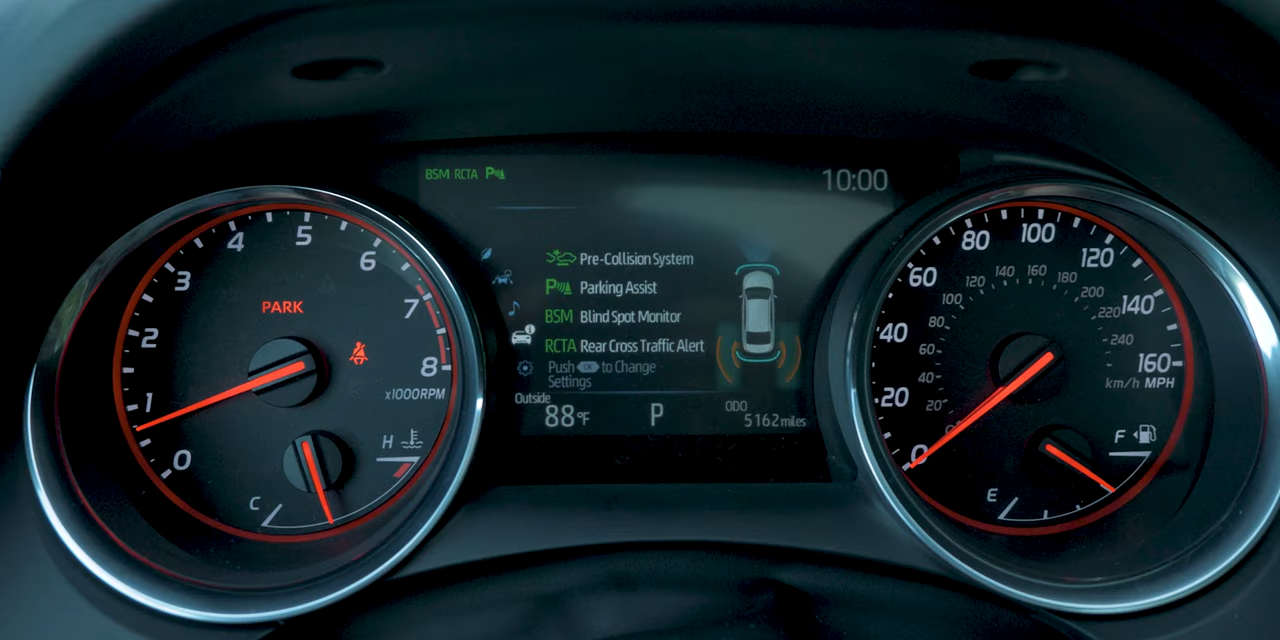 BSM RCTA P
10:00
0
1
2
3
4
5
6
7
8
x1000RPM
PARK
H
C
Pre-Collision System
P Parking Assist
BSM Blind Spot Monitor
RCTA Rear Cross Traffic Alert
Push OK to Change
Settings
Outside
88°F
P
ODO
5162 miles
0
20
40
60
80
100
120
140
160
km/h MPH
0
20
40
60
80
100
120
140
160
180
200
220
240
F
E